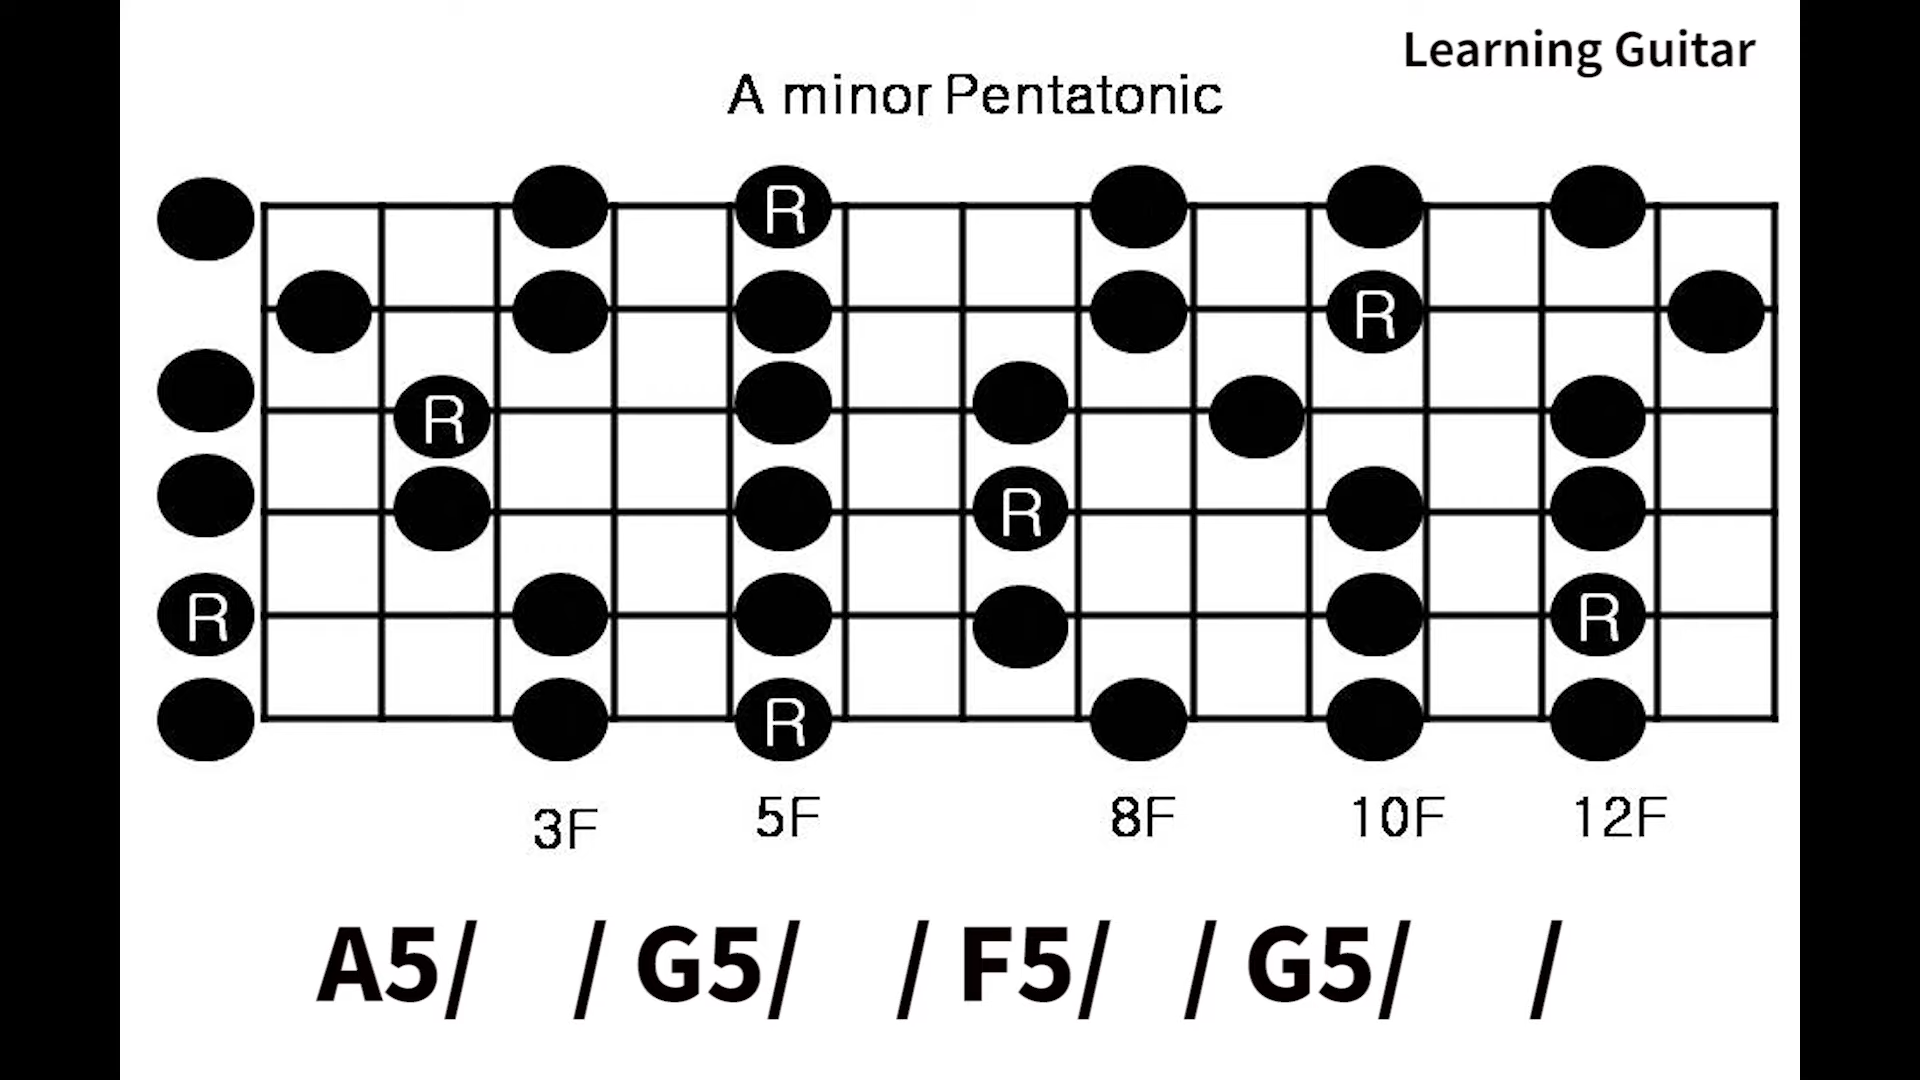 Learning Guitar
A minor Pentatonic
R
R
R
R
R
R
R
3F 5F 8F 10F 12F
A5/ / G5/ / F5/ / G5/ /